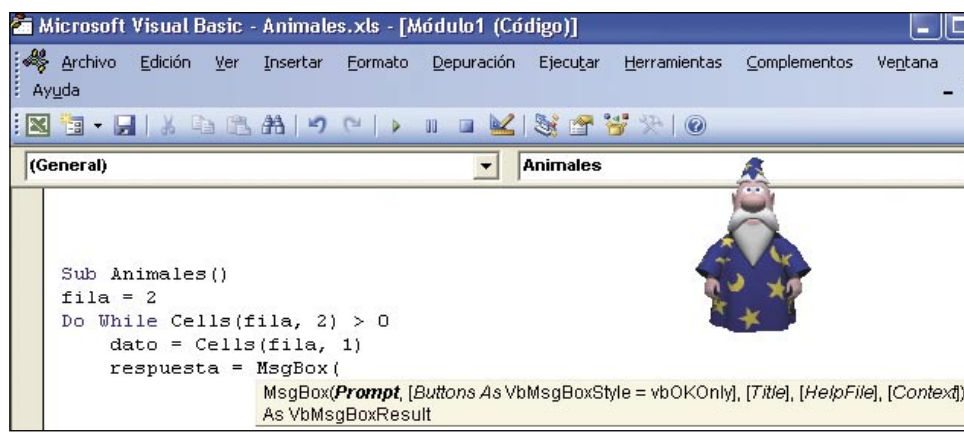 Microsoft Visual Basic - Animales.xls - [Módulo1 (Código)]
Archivo Edición Ver Insertar Formato Depuración Ejecutar Herramientas Complementos Ventana
Ayuda
(General) Animales
Sub Animales()
fila = 2
Do While Cells(fila, 2) > 0
dato = Cells(fila, 1)
respuesta = MsgBox(
MsgBox(Prompt, [Buttons As VbMsgBoxStyle = vbOKOnly], [Title], [HelpFile], [Context])
As VbMsgBoxResult